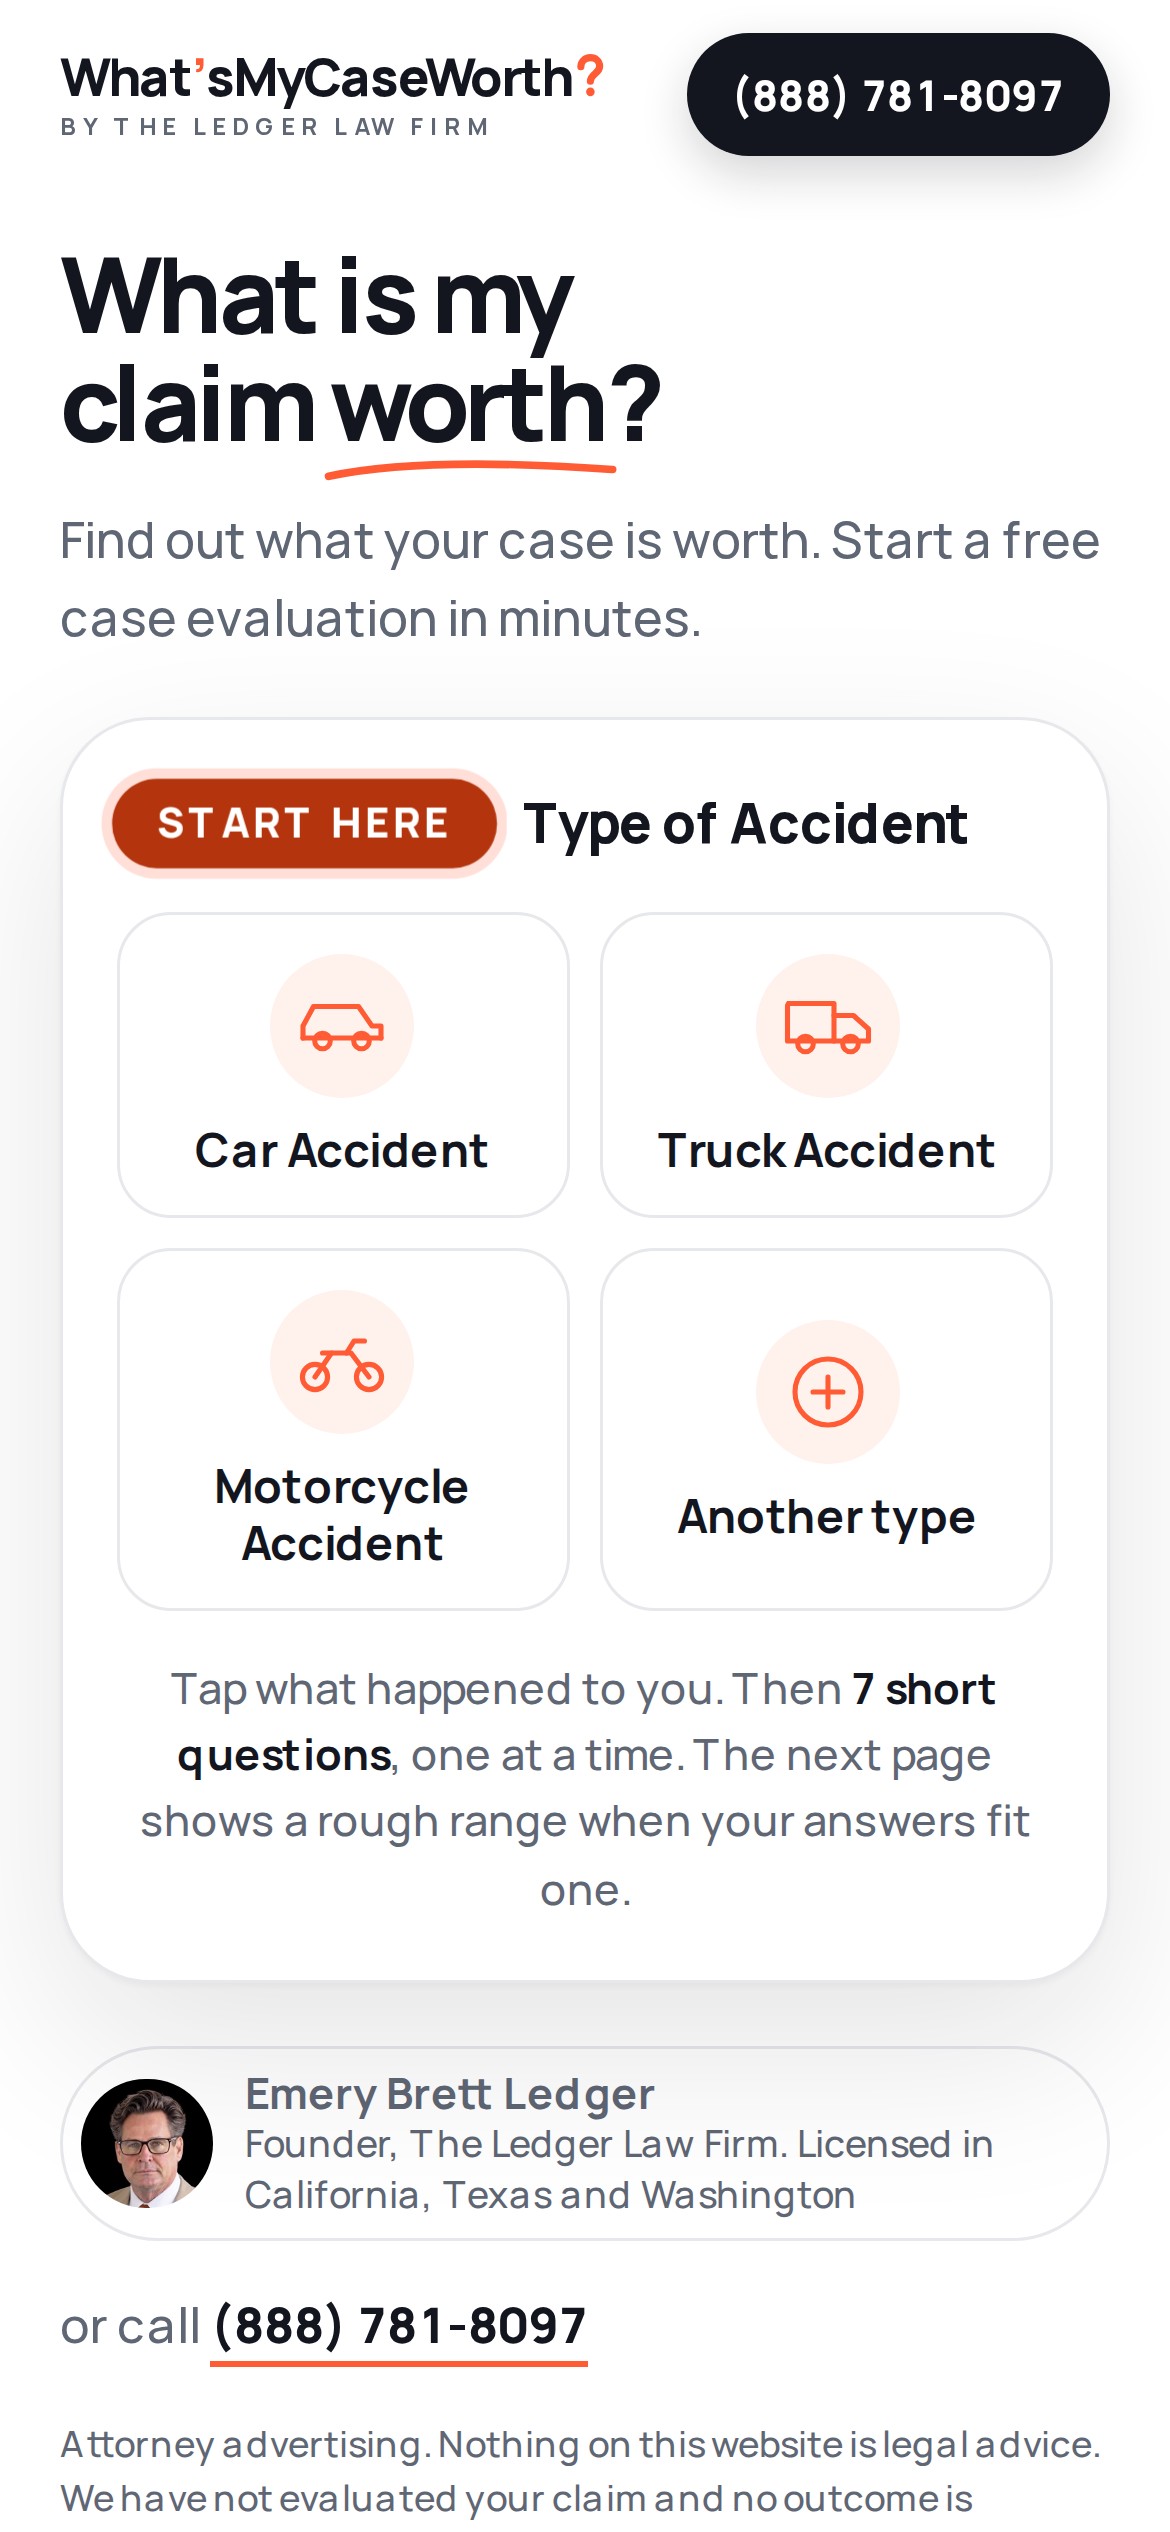 What’sMyCaseWorth?
BY THE LEDGER LAW FIRM
(888) 781-8097
What is my
claim worth?
Find out what your case is worth. Start a free
case evaluation in minutes.
START HERE
Type of Accident
Car Accident
Truck Accident
Motorcycle
Accident
Another type
Tap what happened to you. Then 7 short
questions, one at a time. The next page
shows a rough range when your answers fit
one.
Emery Brett Ledger
Founder, The Ledger Law Firm. Licensed in
California, Texas and Washington
or call (888) 781-8097
Attorney advertising. Nothing on this website is legal advice.
We have not evaluated your claim and no outcome is